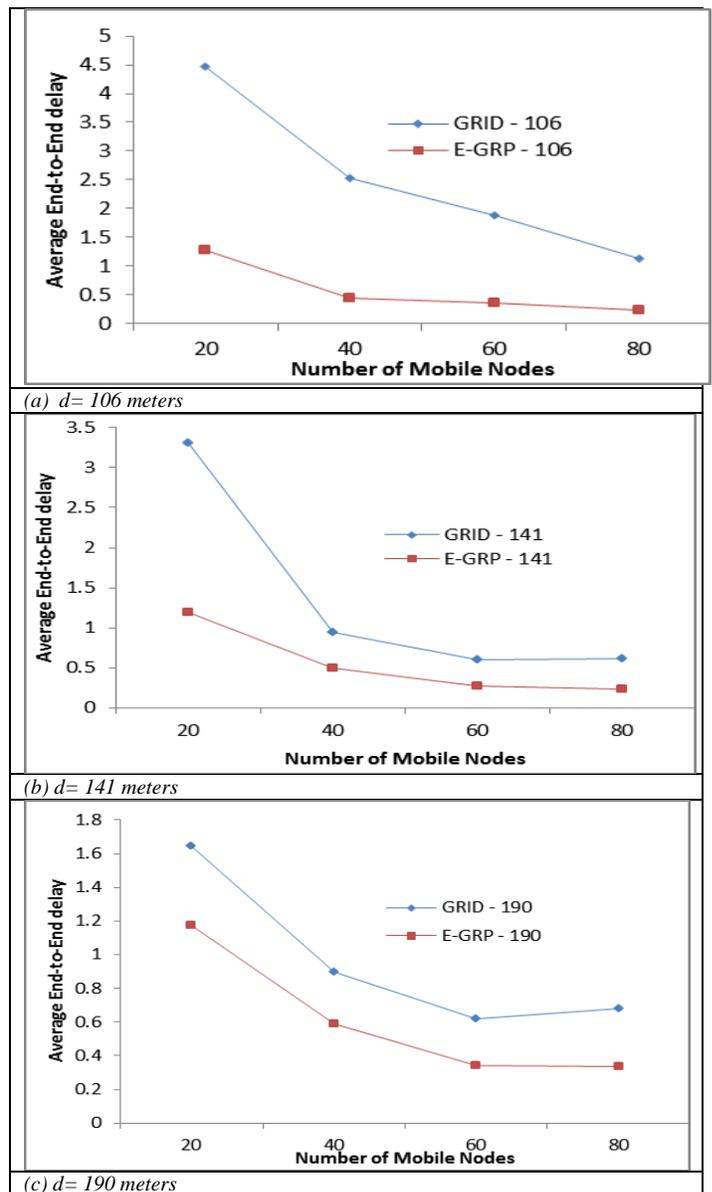 5
4.5
4
3.5
3
2.5
2
1.5
1
0.5
0
Average End-to-End delay
GRID - 106
E-GRP - 106
20 40 60 80
Number of Mobile Nodes
(a) d= 106 meters
3.5
3
2.5
2
1.5
1
0.5
0
Average End-to-End delay
GRID - 141
E-GRP - 141
20 40 60 80
Number of Mobile Nodes
(b) d= 141 meters
1.8
1.6
1.4
1.2
1
0.8
0.6
0.4
0.2
0
Average End-to-End delay
GRID - 190
E-GRP - 190
20 40 60 80
Number of Mobile Nodes
(c) d= 190 meters